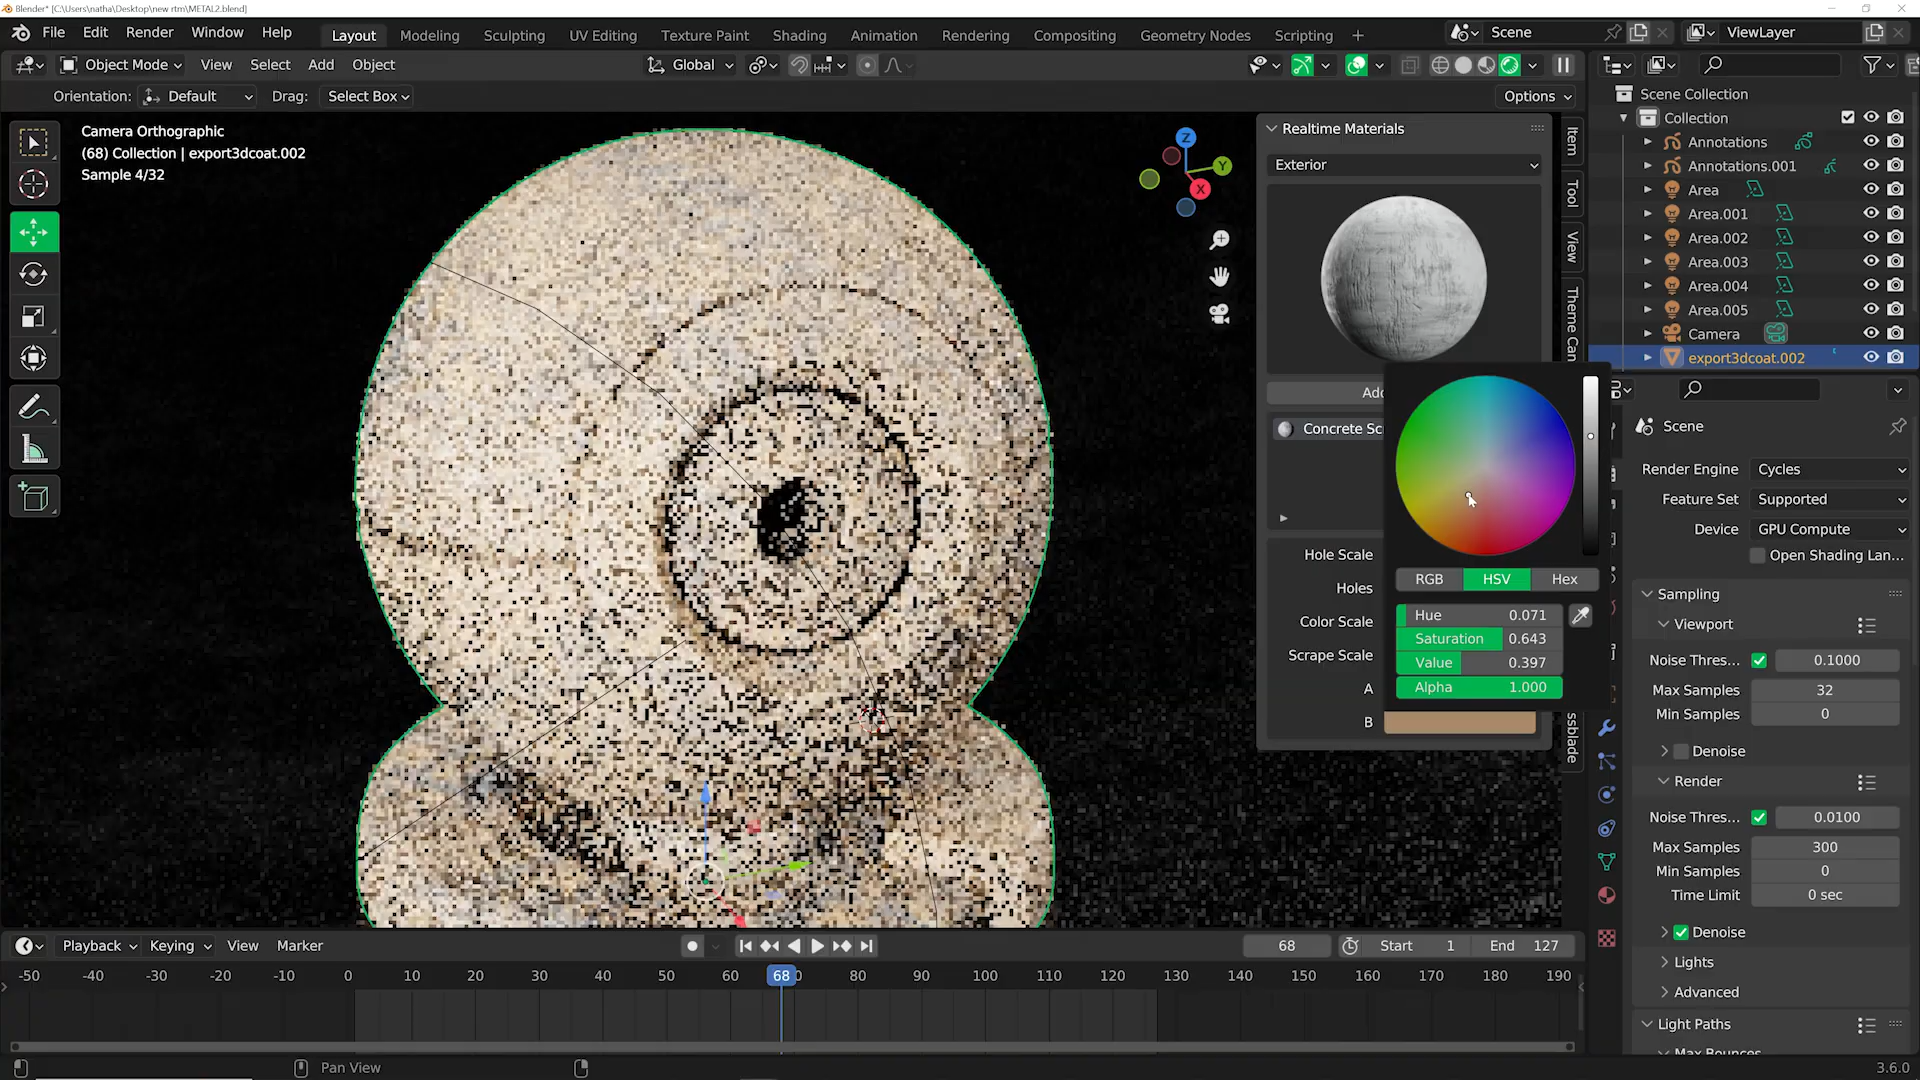 Blender* [C:\Users\natha\Desktop\new rtm\METAL2.blend]
File Edit Render Window Help Layout Modeling Sculpting UV Editing Texture Paint Shading Animation Rendering Compositing Geometry Nodes Scripting + Scene ViewLayer
Object Mode View Select Add Object Global
Orientation: Default Drag: Select Box Options
Camera Orthographic
(68) Collection | export3dcoat.002
Sample 4/32
Z
Y
X
Realtime Materials
Exterior
Add
Concrete Scr
Hole Scale
Holes
Color Scale
Scrape Scale
A
B
RGB HSV Hex
Hue 0.071
Saturation 0.643
Value 0.397
Alpha 1.000
Item
Tool
View
Theme Can
ssblade
Scene Collection
Collection
Annotations
Annotations.001
Area
Area.001
Area.002
Area.003
Area.004
Area.005
Camera
export3dcoat.002
Scene
Render Engine Cycles
Feature Set Supported
Device GPU Compute
Open Shading Lan...
Sampling
Viewport
Noise Thres... 0.1000
Max Samples 32
Min Samples 0
Denoise
Render
Noise Thres... 0.0100
Max Samples 300
Min Samples 0
Time Limit 0 sec
Denoise
Lights
Advanced
Light Paths
Max Bounces
Playback Keying View Marker 68 Start 1 End 127
-50 -40 -30 -20 -10 0 10 20 30 40 50 60 68 80 90 100 110 120 130 140 150 160 170 180 190
Pan View 3.6.0